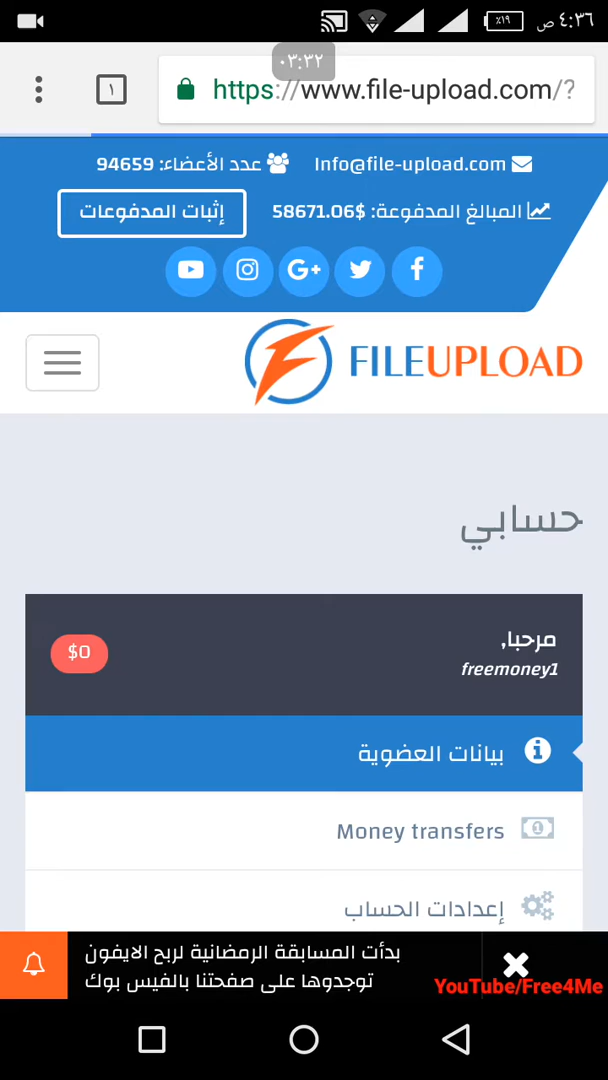 ٤:٣٦ ص
٪١٩
٠٣:٣٢
١
https://www.file-upload.com/?
Info@file-upload.com
عدد الأعضاء: 94659
المبالغ المدفوعة: $58671.06
إثبات المدفوعات
G+
FILEUPLOAD
حسابي
مرحبا,
freemoney1
$0
بيانات العضوية
Money transfers
إعدادات الحساب
بدأت المسابقة الرمضانية لربح الايفون
توجدوها على صفحتنا بالفيس بوك
YouTube/Free4Me